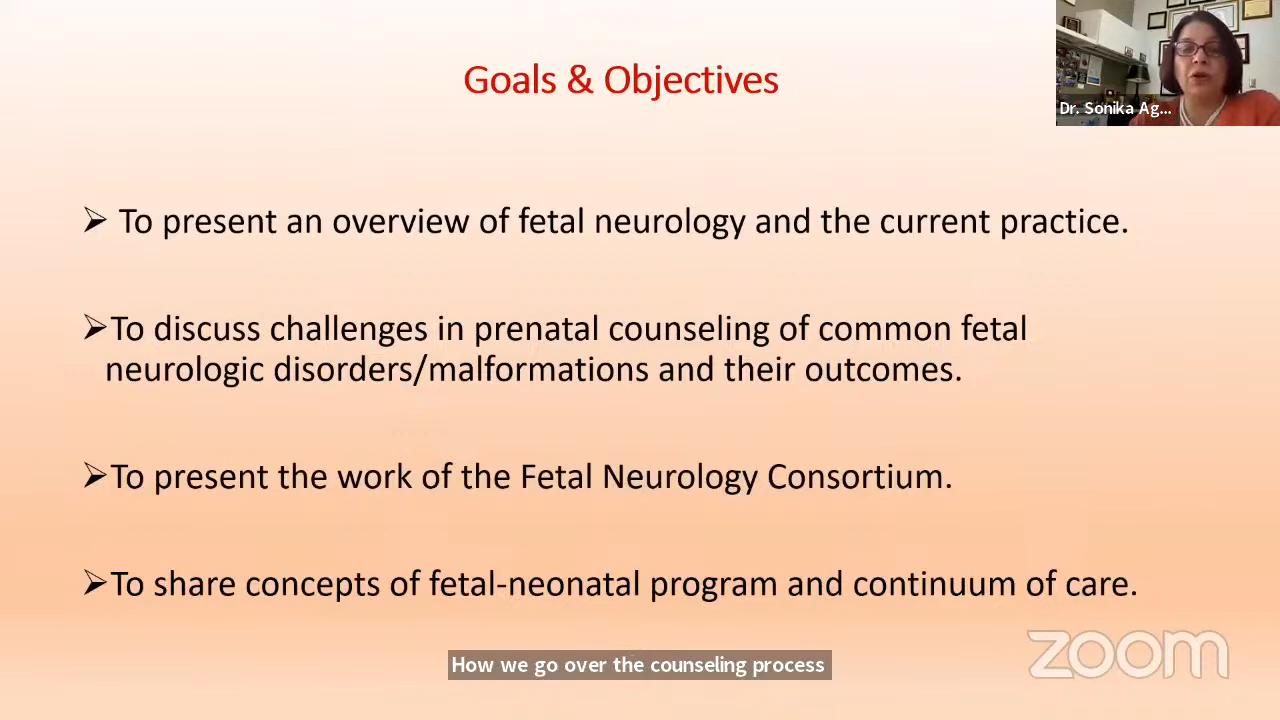 Goals & Objectives
Dr. Sonika Ag...
➢ To present an overview of fetal neurology and the current practice.
➢To discuss challenges in prenatal counseling of common fetal
neurologic disorders/malformations and their outcomes.
➢To present the work of the Fetal Neurology Consortium.
➢To share concepts of fetal-neonatal program and continuum of care.
zoom
How we go over the counseling process